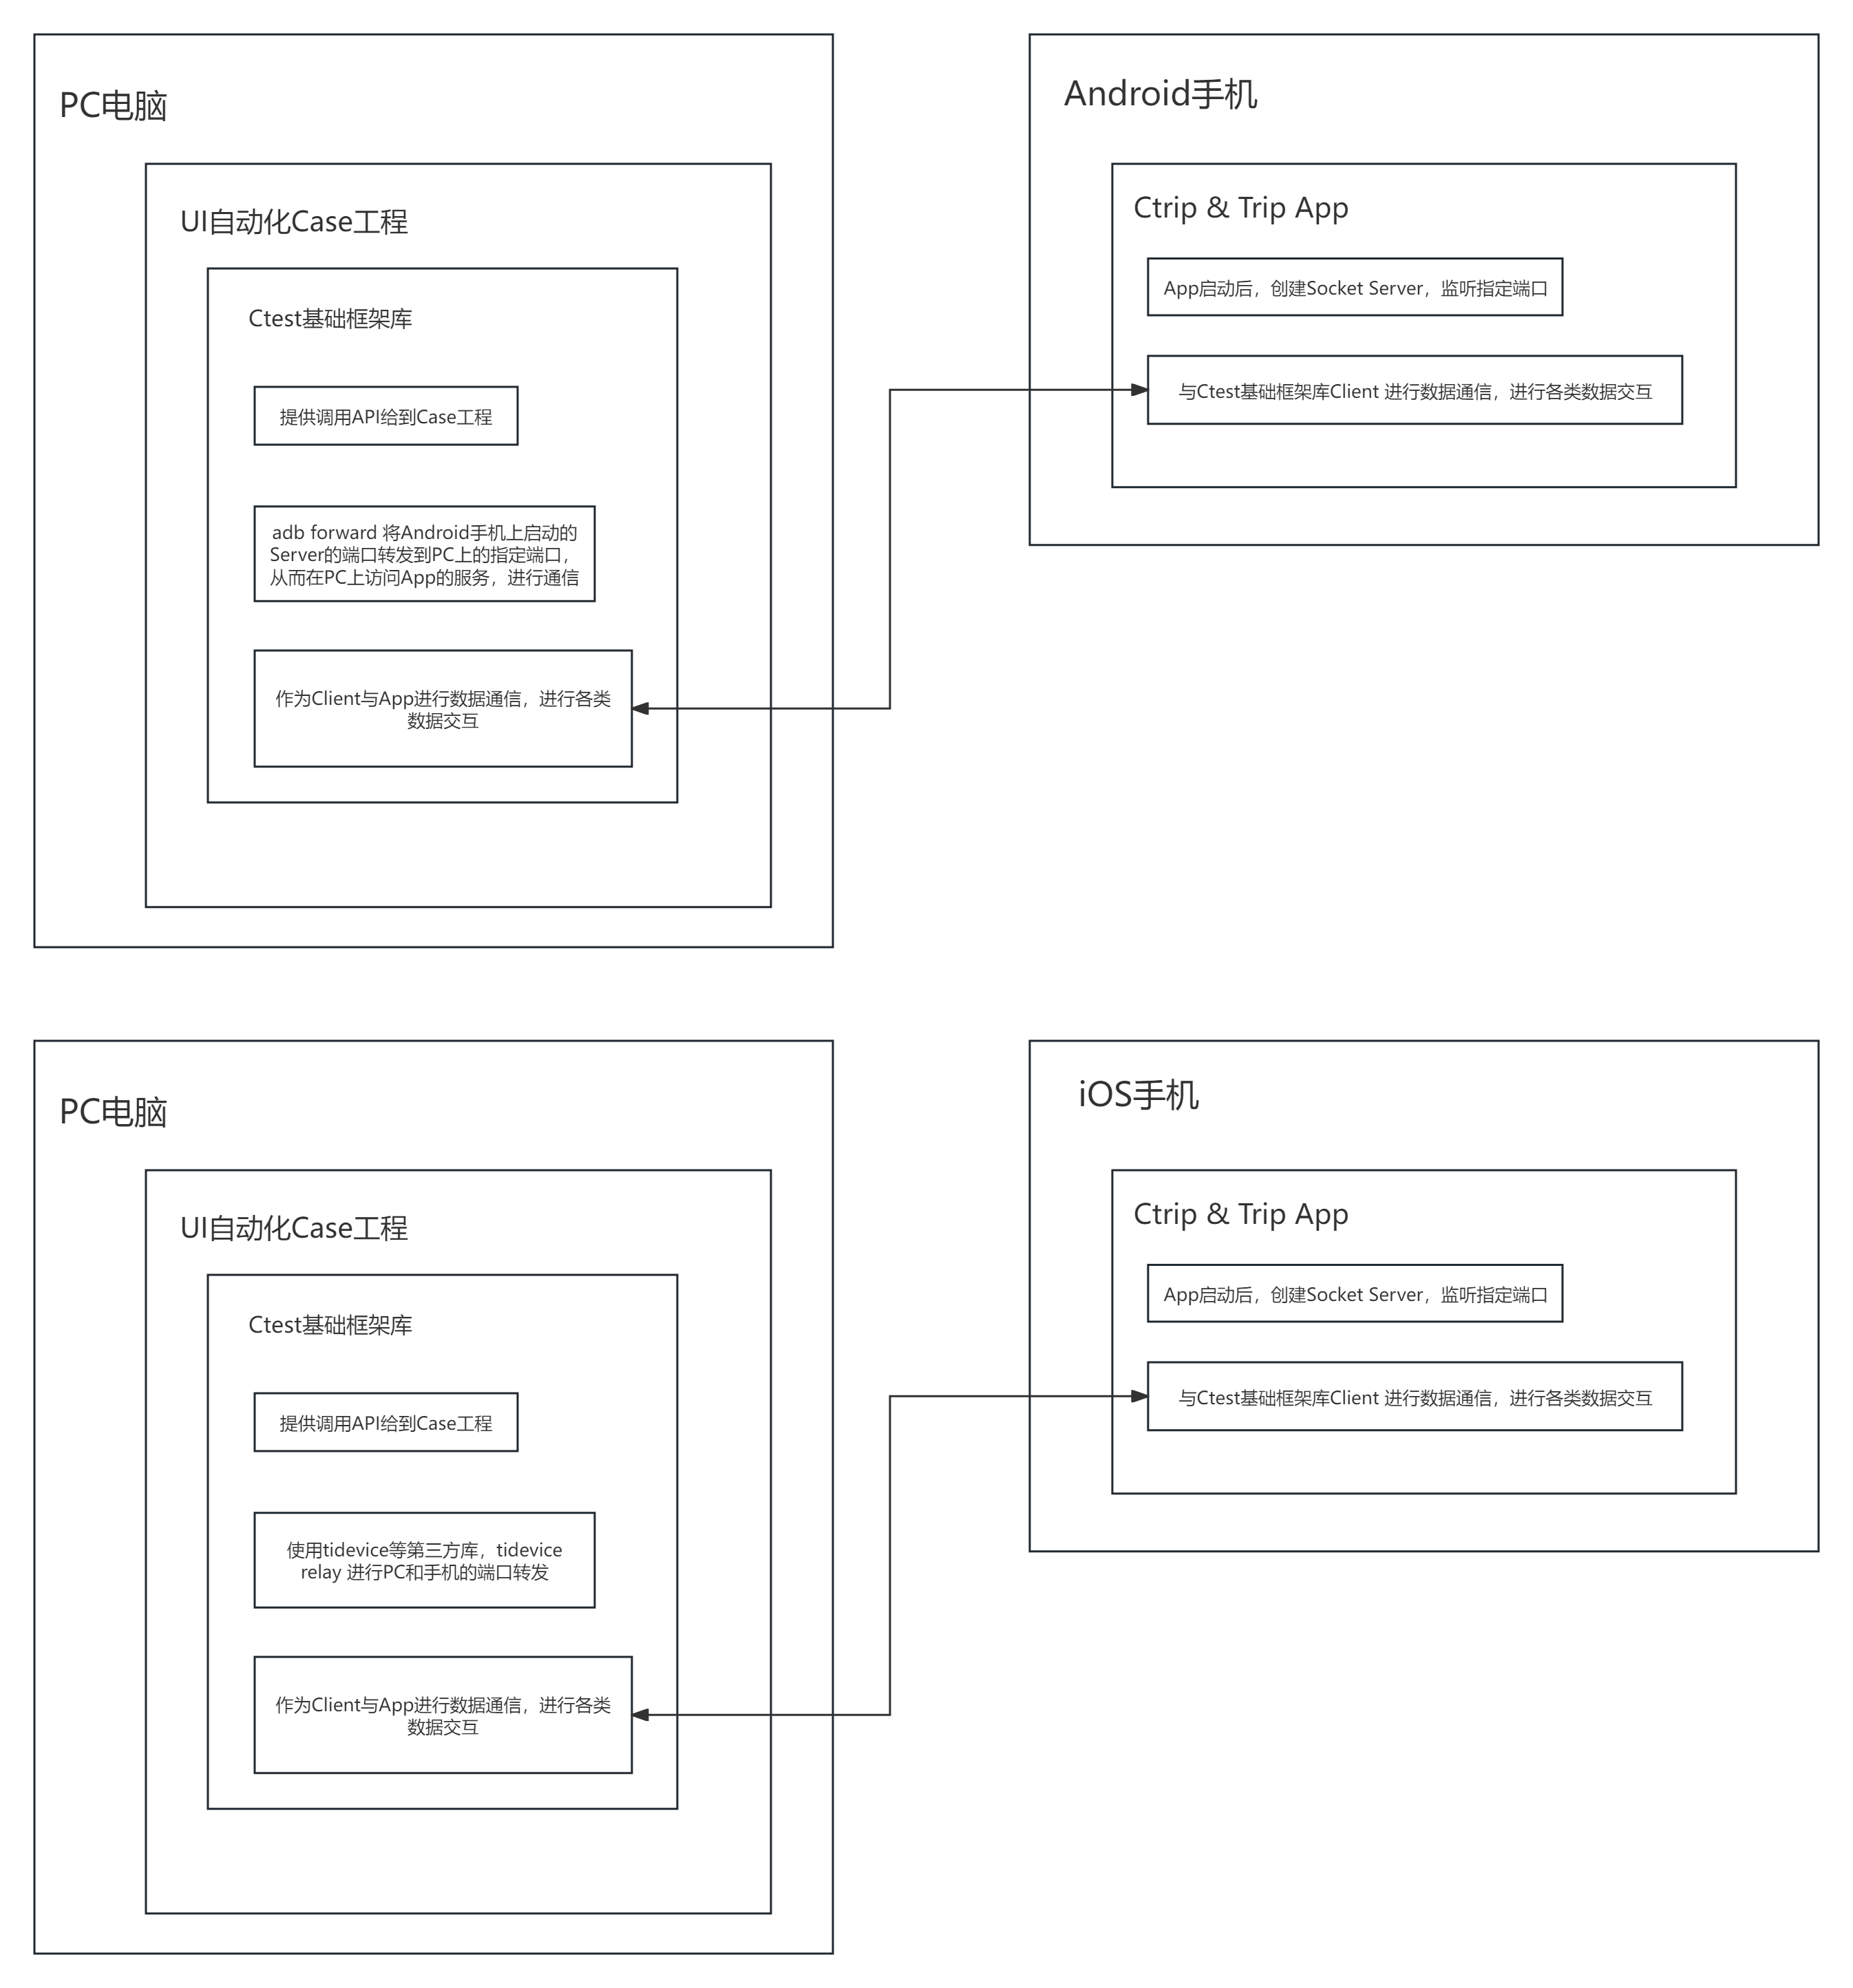 PC电脑
UI自动化Case工程
Ctest基础框架库
提供调用API给到Case工程
adb forward 将Android手机上启动的
Server的端口转发到PC上的指定端口，
从而在PC上访问App的服务，进行通信
作为Client与App进行数据通信，进行各类
数据交互
Android手机
Ctrip & Trip App
App启动后，创建Socket Server，监听指定端口
与Ctest基础框架库Client 进行数据通信，进行各类数据交互
PC电脑
UI自动化Case工程
Ctest基础框架库
提供调用API给到Case工程
使用tidevice等第三方库，tidevice
relay 进行PC和手机的端口转发
作为Client与App进行数据通信，进行各类
数据交互
iOS手机
Ctrip & Trip App
App启动后，创建Socket Server，监听指定端口
与Ctest基础框架库Client 进行数据通信，进行各类数据交互